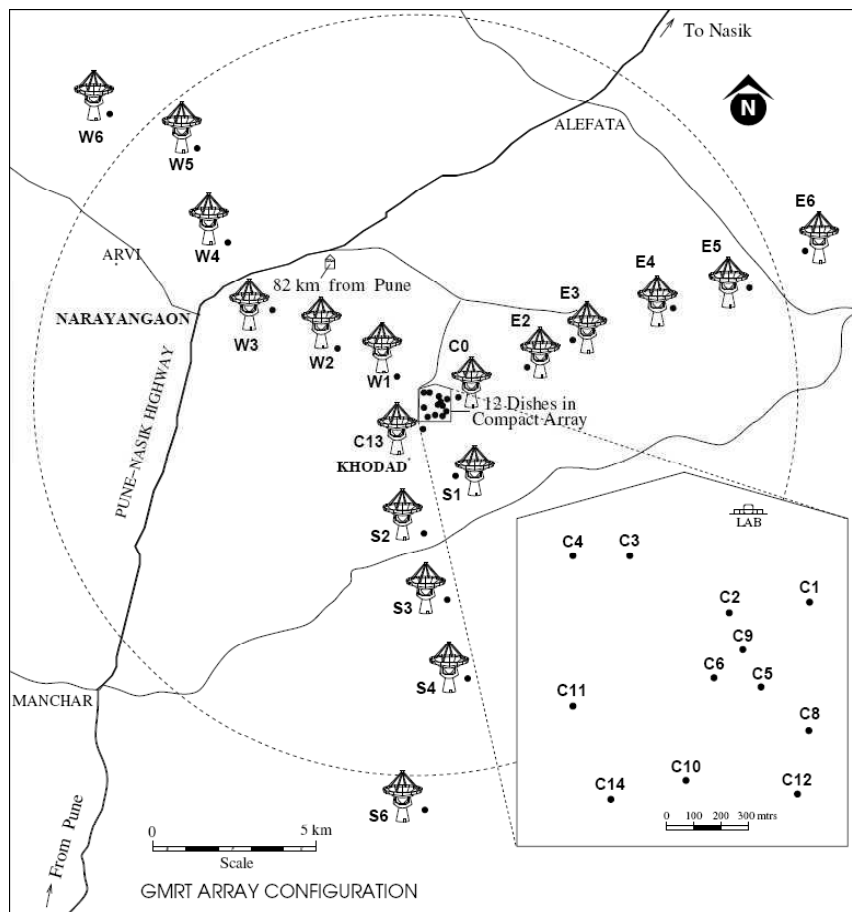 To Nasik
N
ALEFATA
W6
W5
E6
W4
E5
ARVI
E4
82 km from Pune
E3
NARAYANGAON
E2
W3
W2
C0
W1
12 Dishes in
Compact Array
C13
KHODAD
PUNE-NASIK HIGHWAY
S1
S2
LAB
C4
C3
C1
C2
S3
C9
C6
C5
S4
MANCHAR
C11
C8
C10
C12
C14
S6
0 100 200 300 mtrs
From Pune
0 5 km
Scale
GMRT ARRAY CONFIGURATION